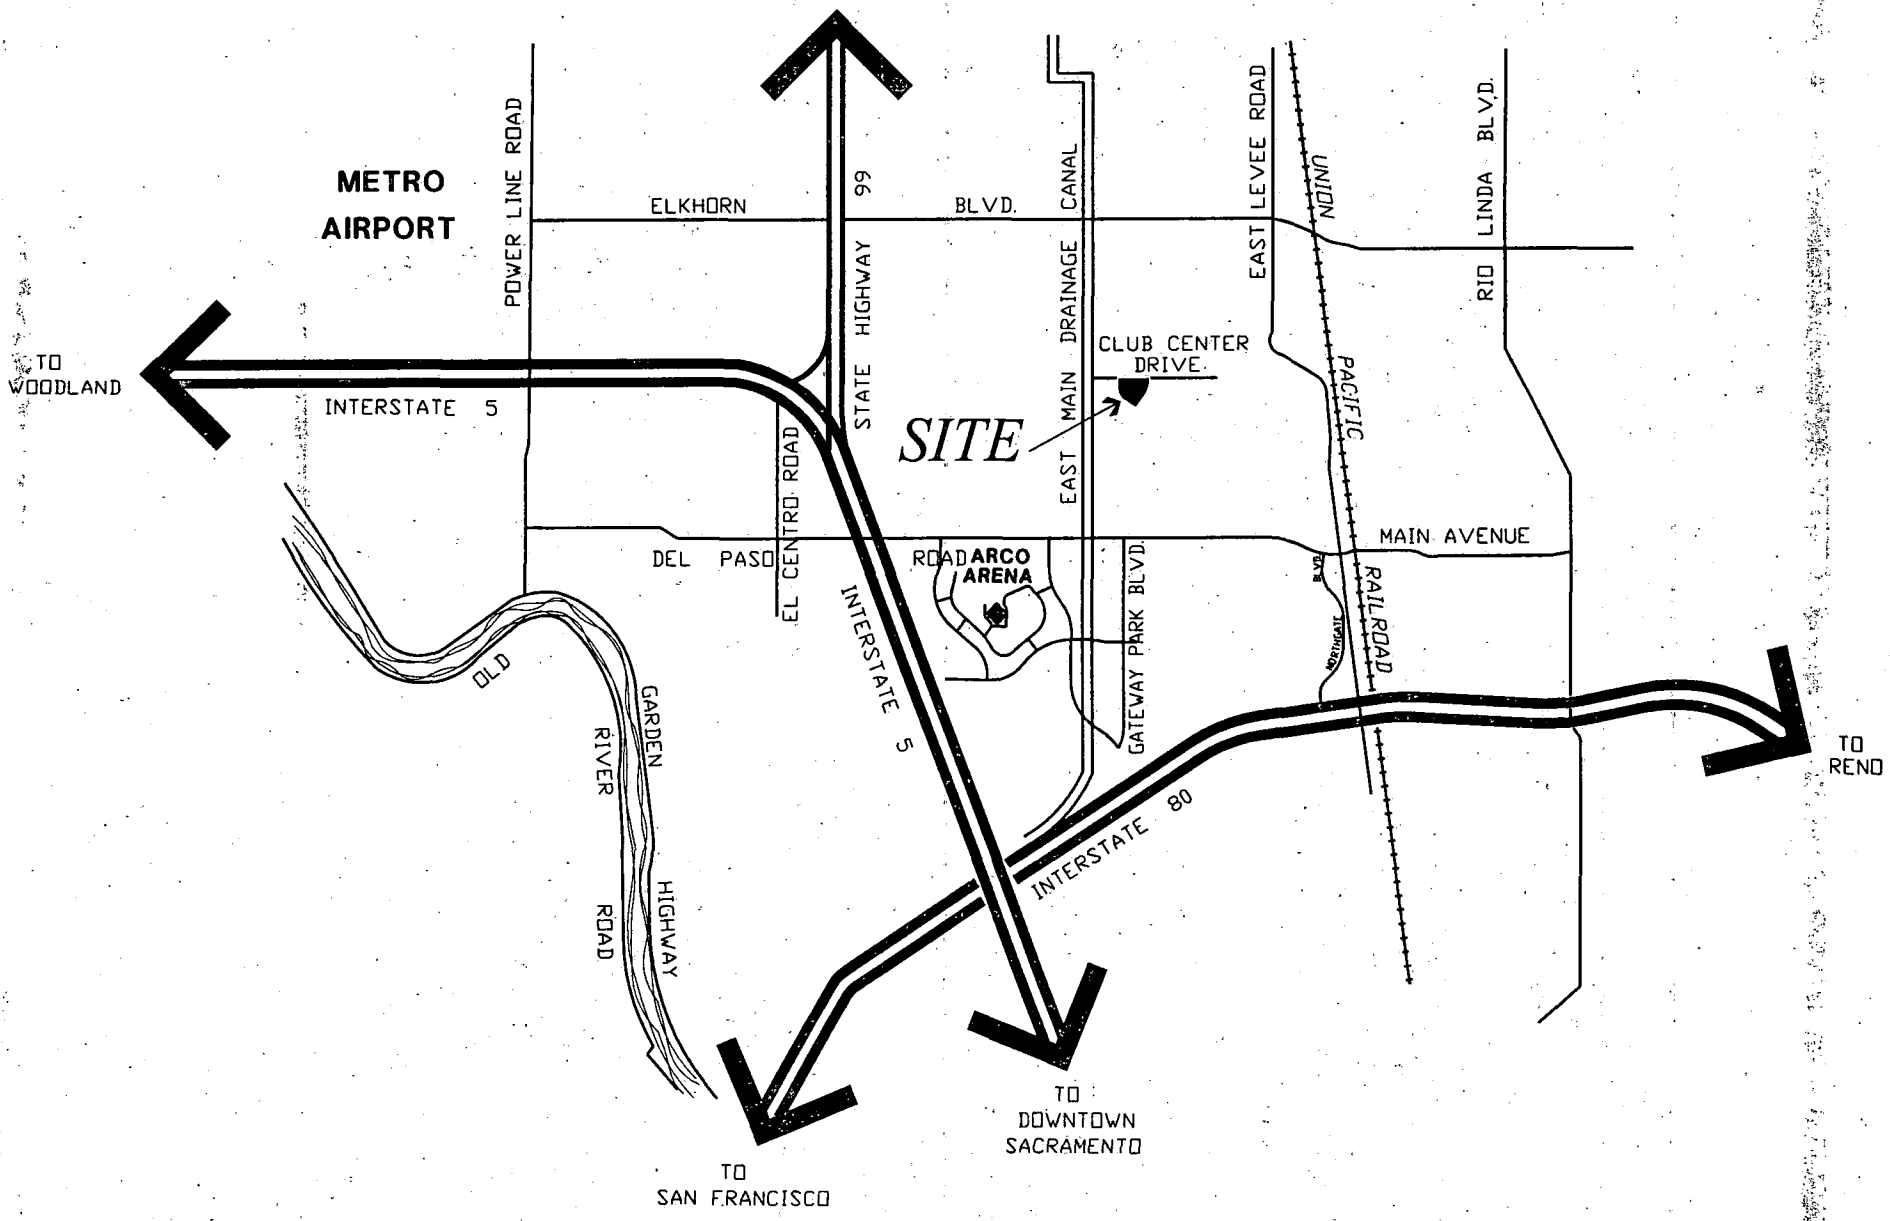 METRO
AIRPORT
POWER LINE ROAD
ELKHORN BLVD.
STATE HIGHWAY 99
EAST MAIN DRAINAGE CANAL
EAST LEVEE ROAD
UNION PACIFIC RAILROAD
RIO LINDA BLVD.
TO
WOODLAND
INTERSTATE 5
CLUB CENTER
DRIVE
SITE
EL CENTRO ROAD
DEL PASO ROAD
ARCO
ARENA
MAIN AVENUE
NORTHGATE BLVD.
GATEWAY PARK BLVD.
INTERSTATE 5
OLD RIVER ROAD
GARDEN HIGHWAY
INTERSTATE 80
TO
RENO
TO
DOWNTOWN
SACRAMENTO
TO
SAN FRANCISCO